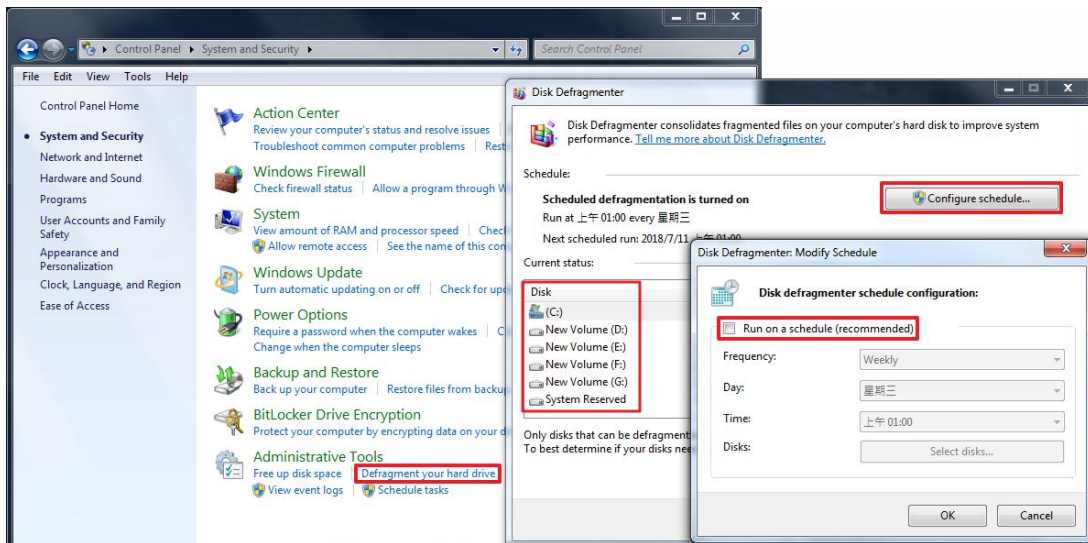 Control Panel ▸ System and Security ▸
Search Control Panel
File Edit View Tools Help
Control Panel Home
System and Security
Network and Internet
Hardware and Sound
Programs
User Accounts and Family
Safety
Appearance and
Personalization
Clock, Language, and Region
Ease of Access
Action Center
Review your computer's status and resolve issues
Troubleshoot common computer problems
Windows Firewall
Check firewall status Allow a program through
System
View amount of RAM and processor speed
Allow remote access See the name of this
Windows Update
Turn automatic updating on or off Check for
Power Options
Require a password when the computer wakes
Change when the computer sleeps
Backup and Restore
Back up your computer Restore files from
BitLocker Drive Encryption
Protect your computer by encrypting data on your
Administrative Tools
Free up disk space Defragment your hard drive
View event logs Schedule tasks
Disk Defragmenter
Disk Defragmenter consolidates fragmented files on your computer's hard disk to improve system
performance. Tell me more about Disk Defragmenter.
Schedule:
Scheduled defragmentation is turned on
Configure schedule...
Run at 上午 01:00 every 星期三
Next scheduled run: 2018/7/11 上午 01:00
Current status:
Disk
(C:)
New Volume (D:)
New Volume (E:)
New Volume (F:)
New Volume (G:)
System Reserved
Only disks that can be
To best determine if your disks
Disk Defragmenter: Modify Schedule
Disk defragmenter schedule configuration:
Run on a schedule (recommended)
Frequency: Weekly
Day: 星期三
Time: 上午 01:00
Disks: Select disks...
OK Cancel